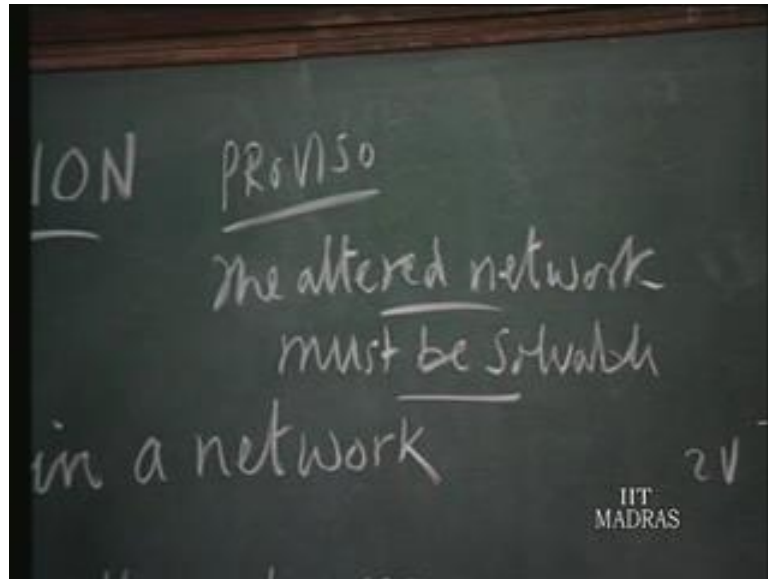 ION PROVISO
The altered network
must be solvable
in a network
2V
IIT
MADRAS